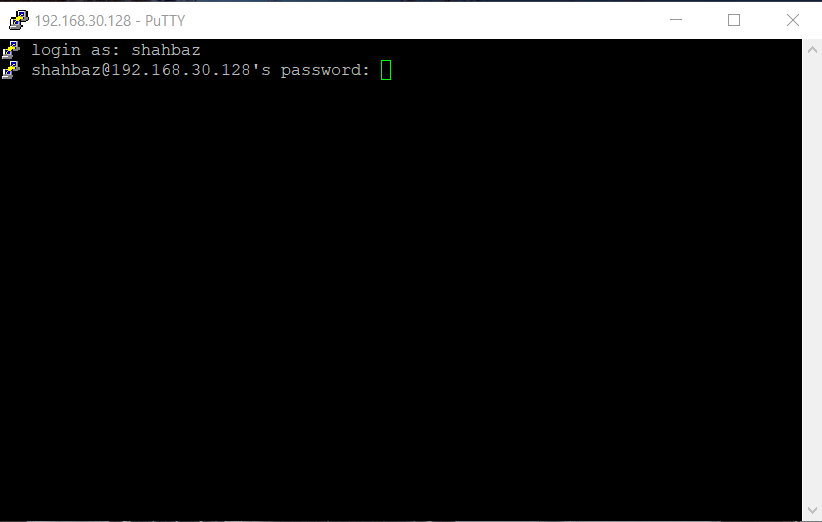 192.168.30.128 - PuTTY
login as: shahbaz
shahbaz@192.168.30.128's password: